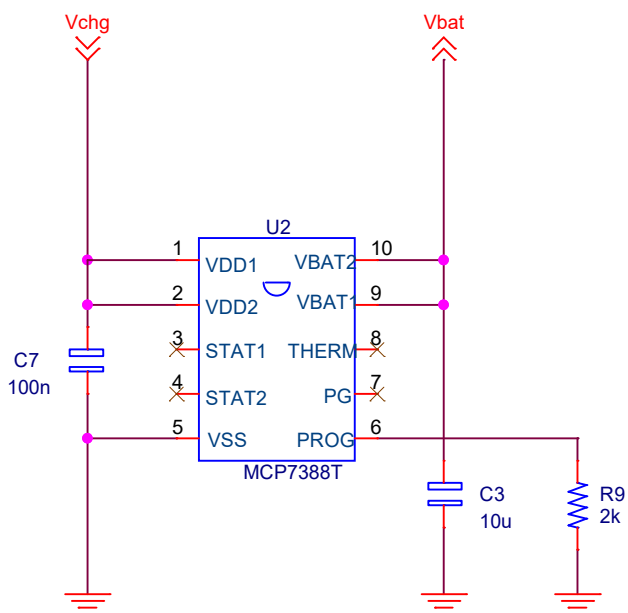 Vchg
Vbat
U2
1
VDD1
VBAT2
10
2
VDD2
VBAT1
9
3
STAT1
THERM
8
C7
100n
4
STAT2
PG
7
5
VSS
PROG
6
MCP7388T
C3
10u
R9
2k